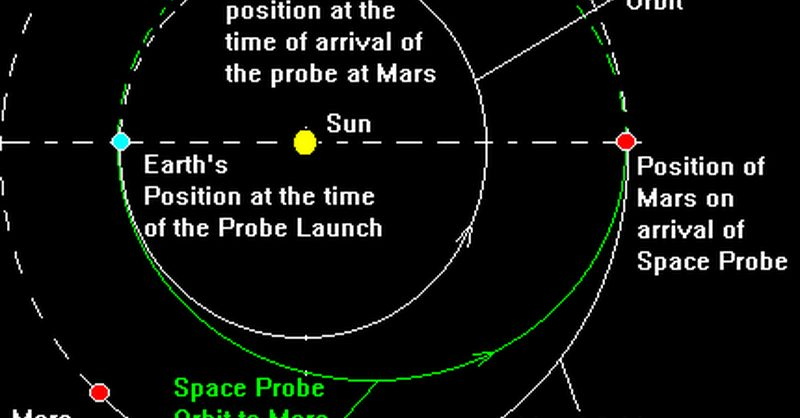 Orbit
position at the
time of arrival of
the probe at Mars
Sun
Earth's
Position at the time
of the Probe Launch
Position of
Mars on
arrival of
Space Probe
Space Probe
Orbit to Mars
Mars